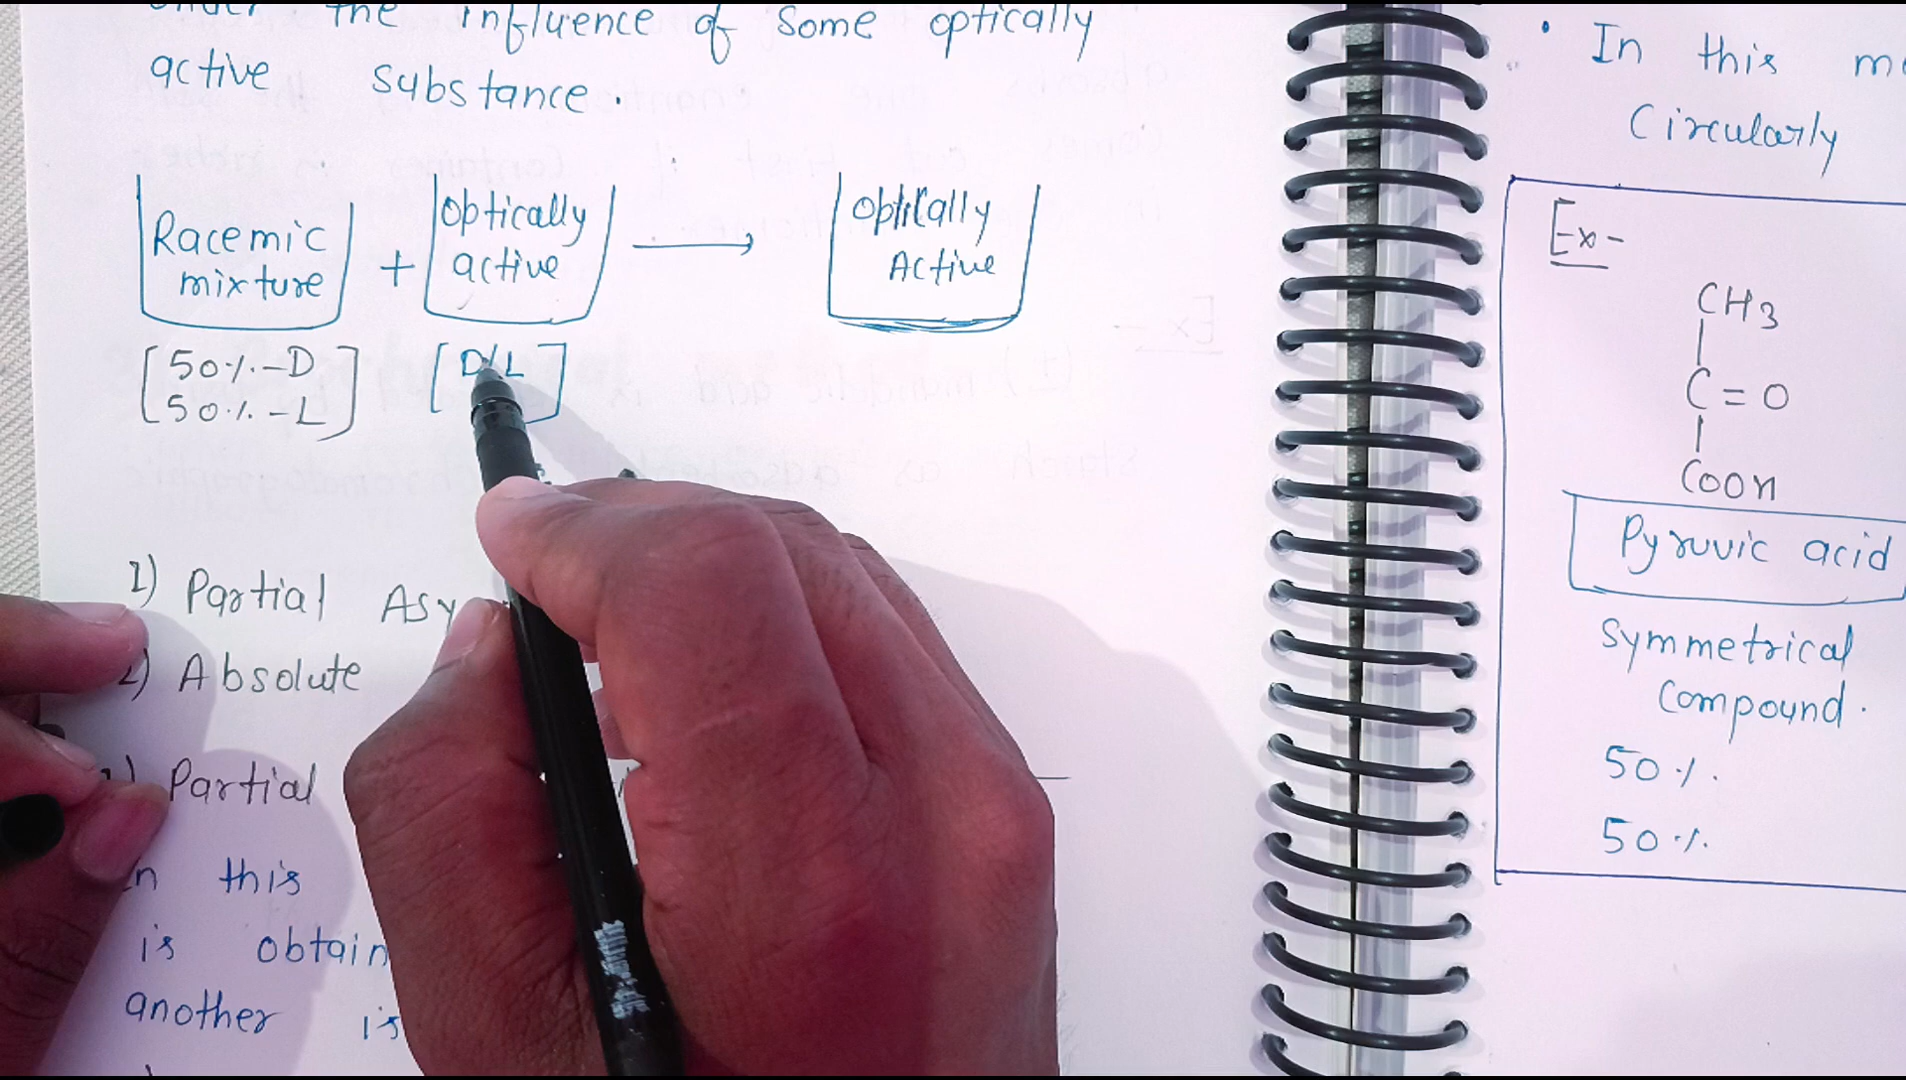 the influence of some optically
active substance.
Racemic
mixture
+
optically
active
Optically
Active
[50%-D
50%-L]
[D/L]
1) Partial Asy
2) Absolute
Partial
this
is obtain
another is
• In this
Circularly
Ex-
CH3
C=O
COOH
Pyruvic acid
Symmetrical
Compound.
50%.
50%.